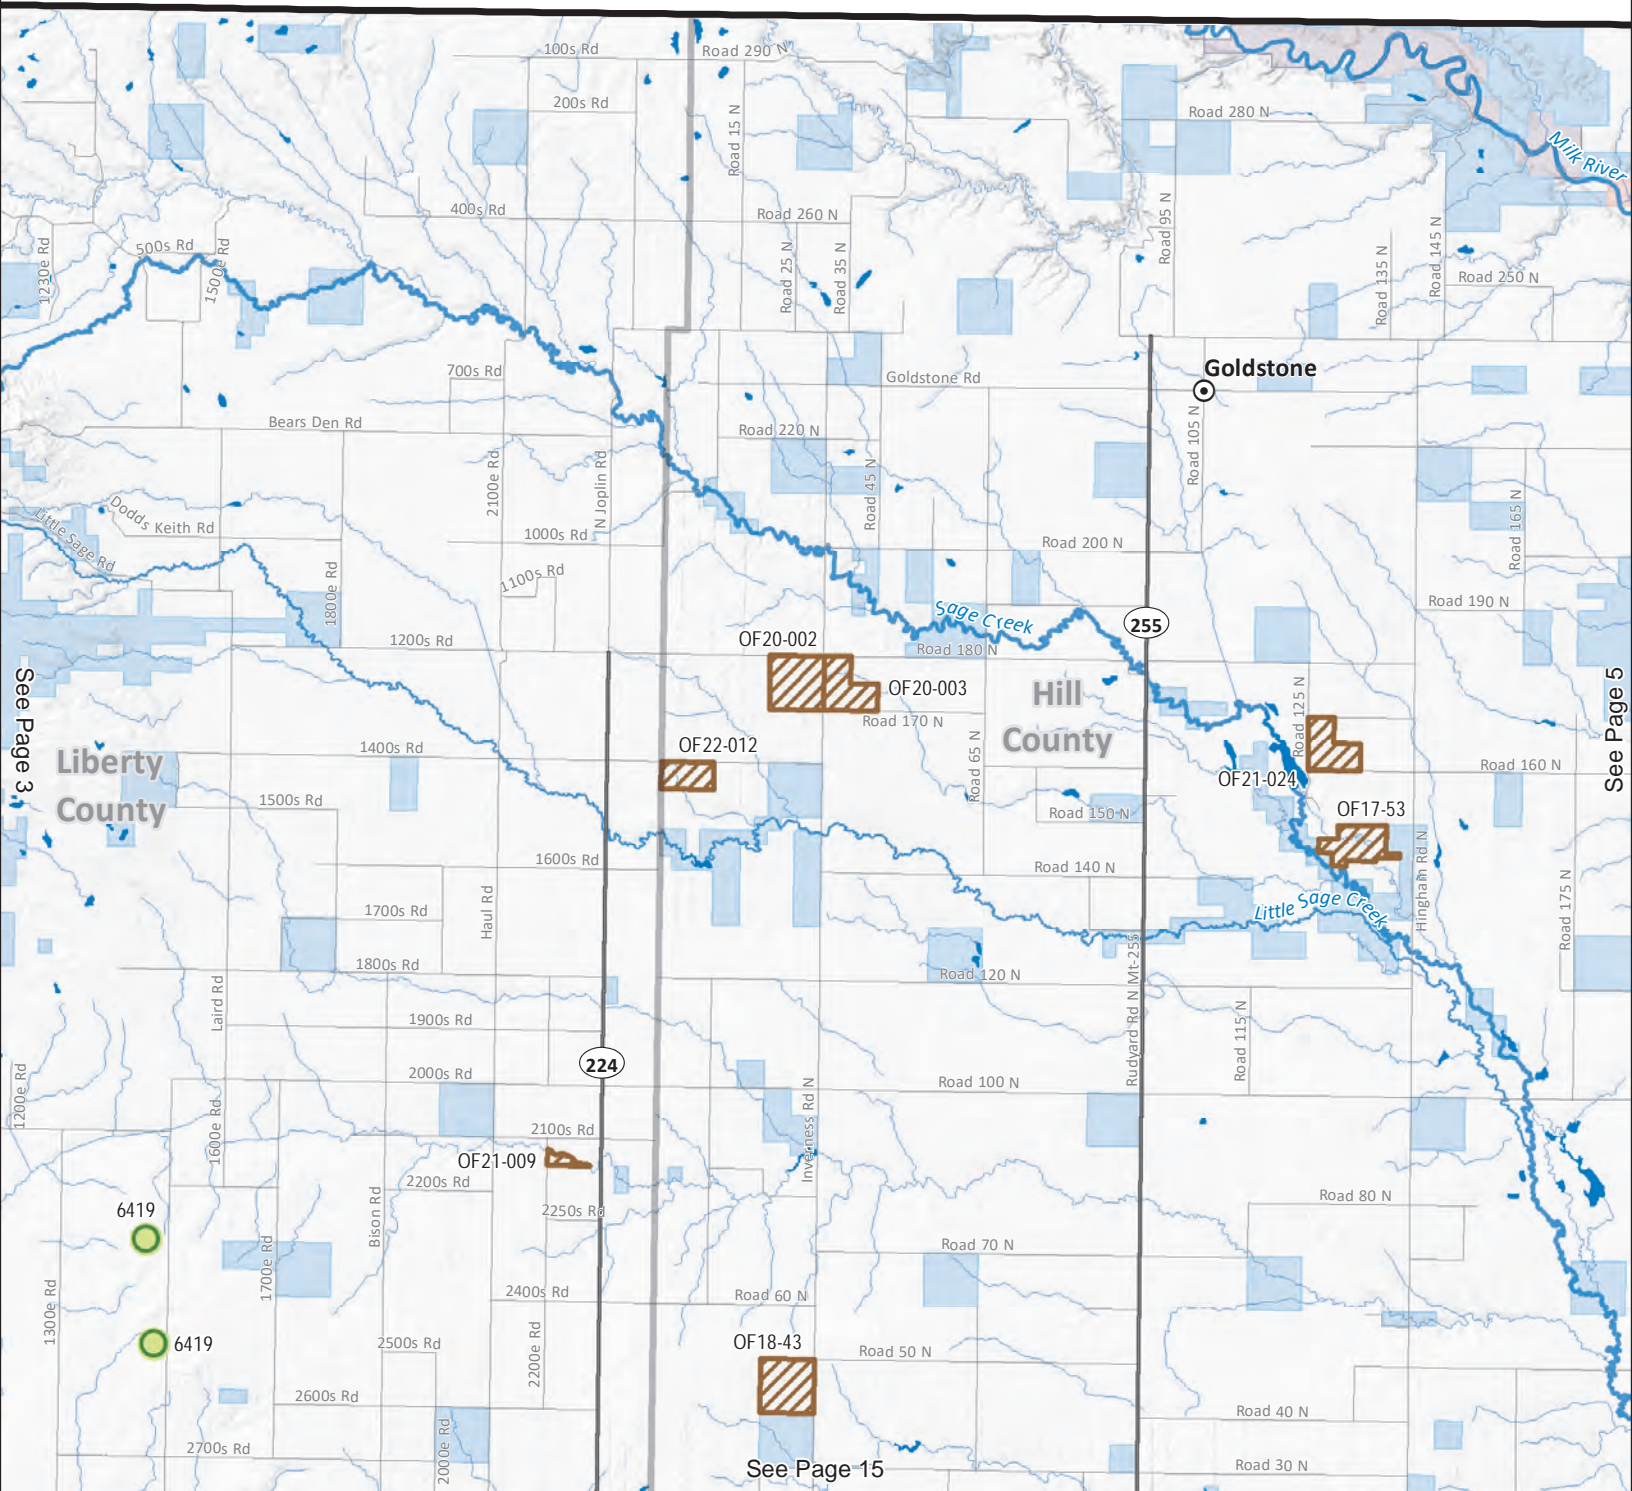 100s Rd
Road 290 N
200s Rd
Road 15 N
Road 280 N
Milk River
400s Rd
Road 260 N
Road 95 N
500s Rd
1230e Rd
1500e Rd
Road 25 N
Road 35 N
Road 135 N
Road 145 N
Road 250 N
700s Rd
Goldstone Rd
Goldstone
Bears Den Rd
Road 220 N
Road 105 N
2100e Rd
N Joplin Rd
Road 45 N
Road 165 N
Dodds
Keith Rd
Little Sage Rd
1000s Rd
Road 200 N
1100s Rd
1800e Rd
Sage Creek
Road 190 N
255
1200s Rd
OF20-002
Road 180 N
See Page 3
OF20-003
Hill
County
Road 125 N
See Page 5
Road 170 N
Liberty
County
1400s Rd
OF22-012
Road 65 N
OF21-024
Road 160 N
1500s Rd
Road 150 N
OF17-53
1600s Rd
Road 140 N
Hingham Rd N
Haul Rd
1700s Rd
Little Sage Creek
Road 175 N
1800s Rd
Road 120 N
Rudyard Rd N Mt-255
Laird Rd
1900s Rd
Road 115 N
224
1200e Rd
2000s Rd
Road 100 N
1600e Rd
2100s Rd
Inverness Rd N
OF21-009
2200s Rd
Road 80 N
6419
Bison Rd
2250s Rd
1700e Rd
Road 70 N
1300e Rd
2400s Rd
Road 60 N
6419
2500s Rd
2200e Rd
OF18-43
Road 50 N
2600s Rd
Road 40 N
2700s Rd
2000e Rd
See Page 15
Road 30 N